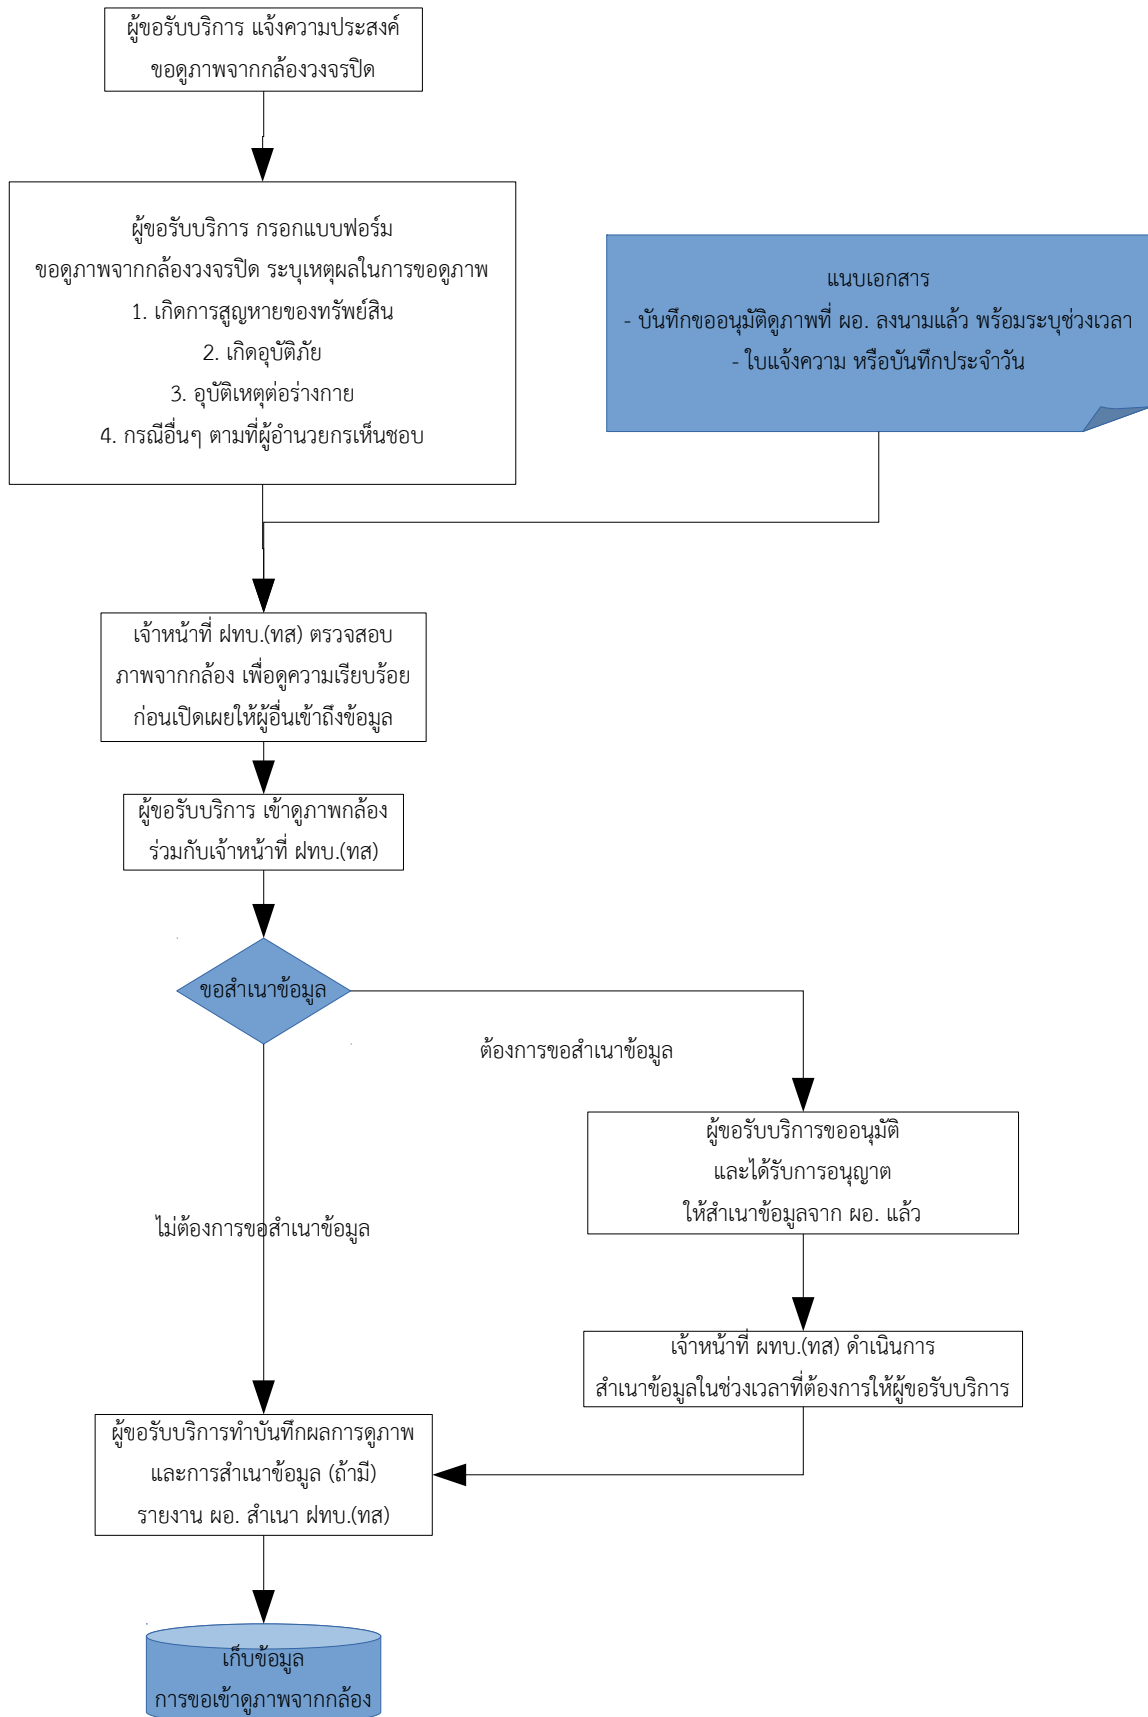 ผู้ขอรับบริการ แจ้งความประสงค์
ขอดูภาพจากกล้องวงจรปิด
ผู้ขอรับบริการ กรอกแบบฟอร์ม
ขอดูภาพจากกล้องวงจรปิด ระบุเหตุผลในการขอดูภาพ
1. เกิดการสูญหายของทรัพย์สิน
2. เกิดอุบัติภัย
3. อุบัติเหตุต่อร่างกาย
4. กรณีอื่นๆ ตามที่ผู้อำนวยกรเห็นชอบ
แนบเอกสาร
- บันทึกขออนุมัติดูภาพที่ ผอ. ลงนามแล้ว พร้อมระบุช่วงเวลา
- ใบแจ้งความ หรือบันทึกประจำวัน
เจ้าหน้าที่ ฝทบ.(ทส) ตรวจสอบ
ภาพจากกล้อง เพื่อดูความเรียบร้อย
ก่อนเปิดเผยให้ผู้อื่นเข้าถึงข้อมูล
ผู้ขอรับบริการ เข้าดูภาพกล้อง
ร่วมกับเจ้าหน้าที่ ฝทบ.(ทส)
ขอสำเนาข้อมูล
ต้องการขอสำเนาข้อมูล
ผู้ขอรับบริการขออนุมัติ
และได้รับการอนุญาต
ให้สำเนาข้อมูลจาก ผอ. แล้ว
ไม่ต้องการขอสำเนาข้อมูล
เจ้าหน้าที่ ผทบ.(ทส) ดำเนินการ
สำเนาข้อมูลในช่วงเวลาที่ต้องการให้ผู้ขอรับบริการ
ผู้ขอรับบริการทำบันทึกผลการดูภาพ
และการสำเนาข้อมูล (ถ้ามี)
รายงาน ผอ. สำเนา ฝทบ.(ทส)
เก็บข้อมูล
การขอเข้าดูภาพจากกล้อง